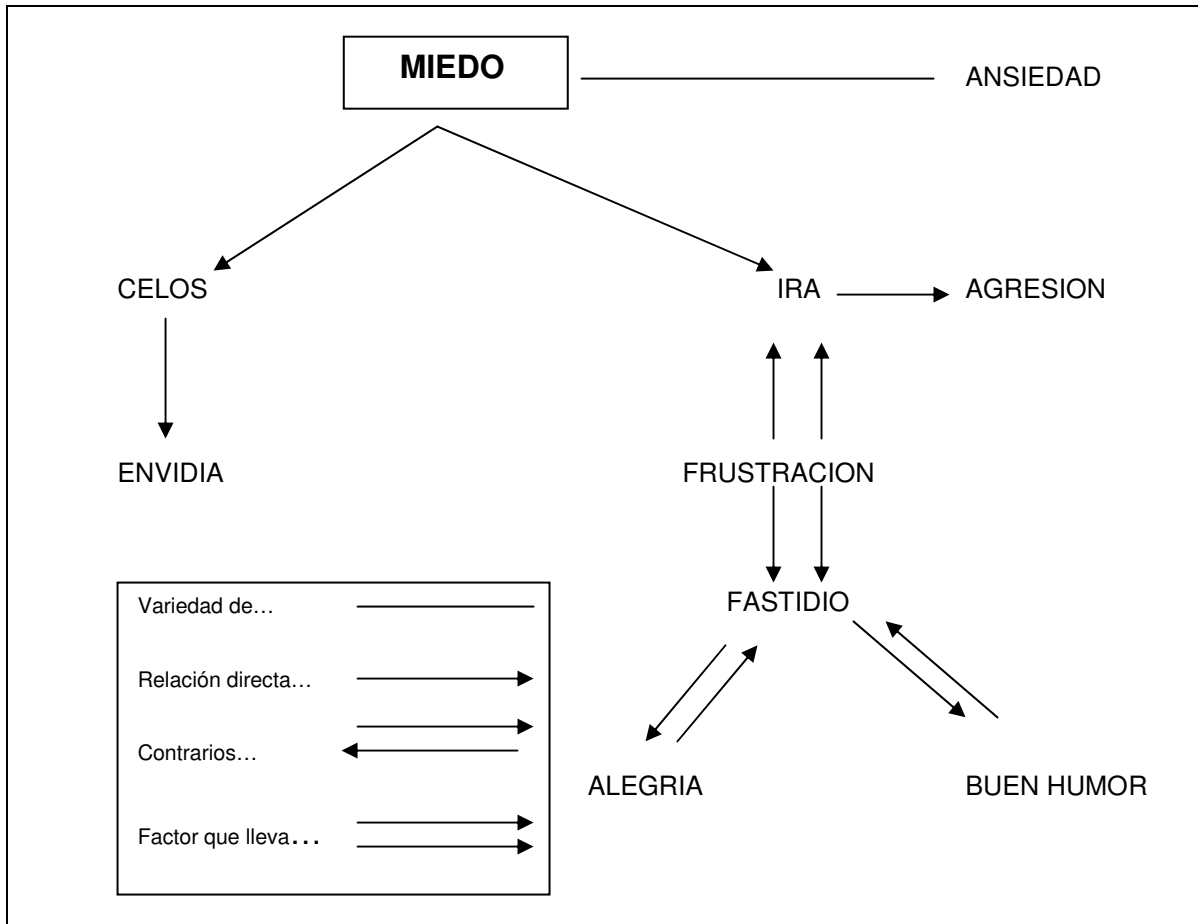 MIEDO
ANSIEDAD
CELOS
IRA
AGRESION
ENVIDIA
FRUSTRACION
FASTIDIO
ALEGRIA
BUEN HUMOR
Variedad de…
Relación directa…
Contrarios…
Factor que lleva…